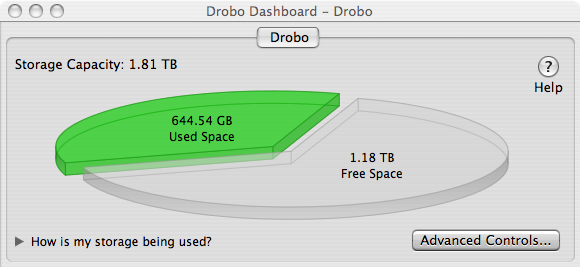 Drobo Dashboard – Drobo
Drobo
Storage Capacity: 1.81 TB
?
Help
644.54 GB
Used Space
1.18 TB
Free Space
How is my storage being used?
Advanced Controls...